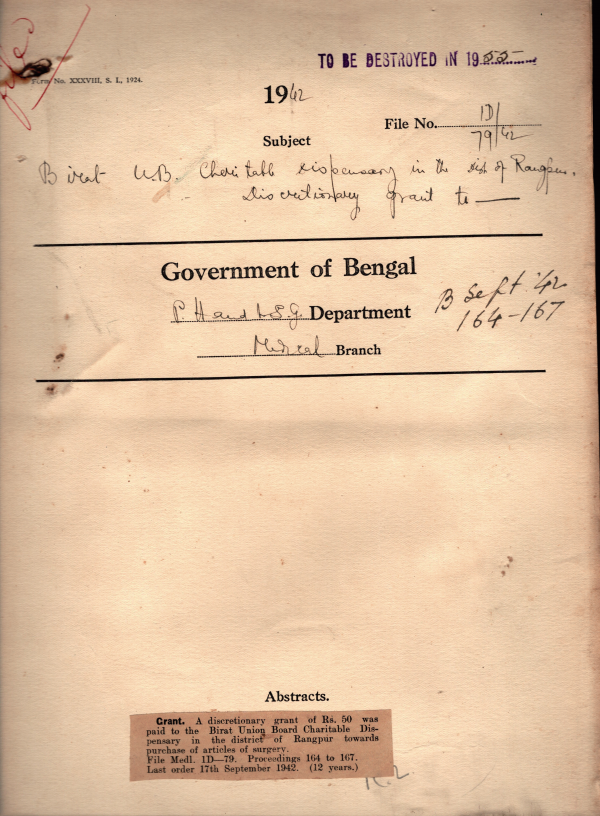 TO BE DESTROYED IN 1955
Form No. XXXVIII, S. I., 1924.
1942
File No. 1D/79/42
Subject
Birat U.B. Charitable Dispensary in the dist of Rangpur.
Discretionary grant to —
Government of Bengal
P. H and L. S. G. Department
Medical Branch
B Sept '42
164-167
Abstracts.
Grant. A discretionary grant of Rs. 50 was
paid to the Birat Union Board Charitable Dis-
pensary in the district of Rangpur towards
purchase of articles of surgery.
File Medl. 1D—79. Proceedings 164 to 167.
Last order 17th September 1942. (12 years.)